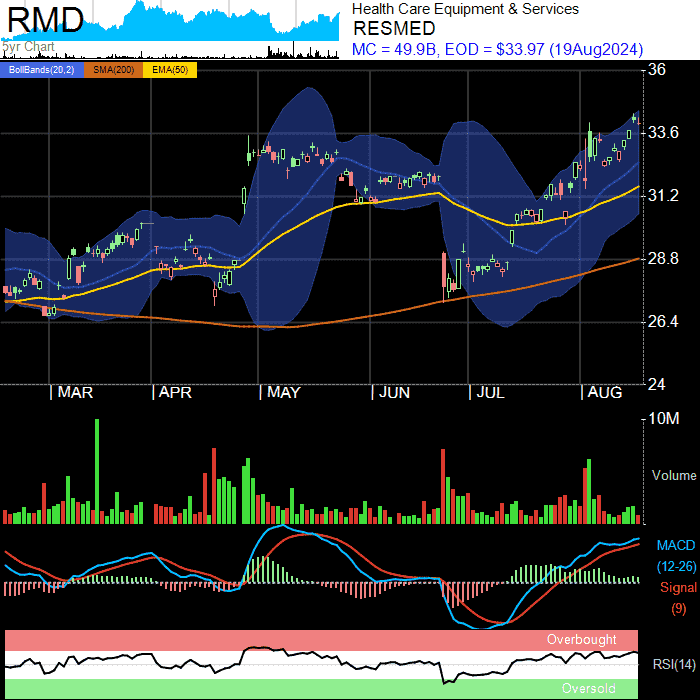 RMD
5yr Chart
Health Care Equipment & Services
RESMED
MC = 49.9B, EOD = $33.97 (19Aug2024)
BollBands(20,2) SMA(200) EMA(50)
36
33.6
31.2
28.8
26.4
24
MAR APR MAY JUN JUL AUG
10M
Volume
MACD
(12-26)
Signal
(9)
Overbought
RSI(14)
Oversold